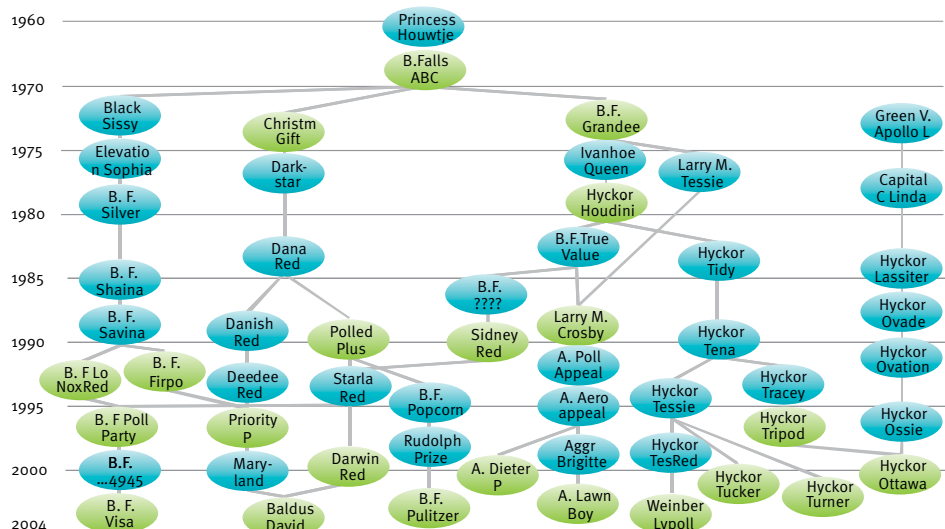 1960
Princess
Houwtje
B.Falls
ABC
1970
Black
Sissy
Christm
Gift
B.F.
Grandee
Green V.
Apollo L
1975
Elevatio
n Sophia
Dark-
star
Ivanhoe
Queen
Larry M.
Tessie
Capital
C Linda
B. F.
Silver
Hyckor
Houdini
1980
Dana
Red
B.F.True
Value
Hyckor
Tidy
Hyckor
Lassiter
1985
B. F.
Shaina
B.F.
????
Hyckor
Ovade
B. F.
Savina
Danish
Red
Polled
Plus
Sidney
Red
Larry M.
Crosby
Hyckor
Tena
1990
B. F Lo
NoxRed
B. F.
Firpo
Deedee
Red
Starla
Red
A. Poll
Appeal
Hyckor
Tracey
Hyckor
Ovation
B.F.
Popcorn
A. Aero
appeal
Hyckor
Tessie
1995
B. F Poll
Party
Priority
P
Rudolph
Prize
Aggr
Brigitte
Hyckor
TesRed
Hyckor
Tripod
Hyckor
Ossie
2000
B.F.
...4945
Mary-
land
Darwin
Red
A. Dieter
P
Hyckor
Tucker
Hyckor
Turner
Hyckor
Ottawa
B. F.
Visa
Baldus
David
B.F.
Pulitzer
A. Lawn
Boy
Weinber
Lypoll
2004